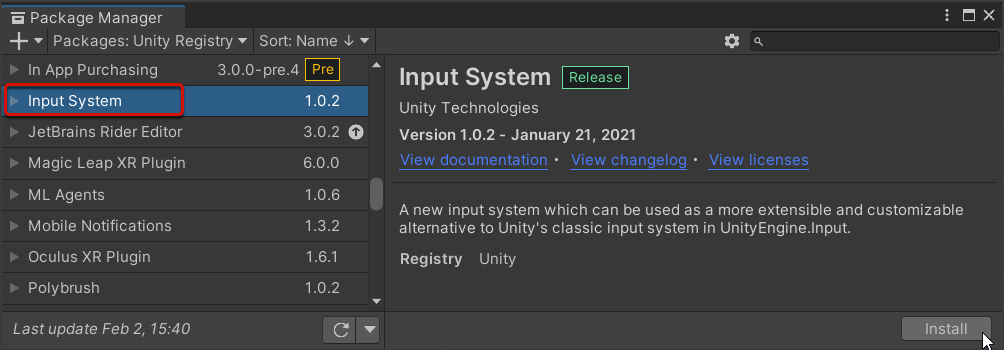 Package Manager
Packages: Unity Registry Sort: Name ↓
In App Purchasing 3.0.0-pre.4 Pre
Input System 1.0.2
JetBrains Rider Editor 3.0.2
Magic Leap XR Plugin 6.0.0
ML Agents 1.0.6
Mobile Notifications 1.3.2
Oculus XR Plugin 1.6.1
Polybrush 1.0.2
Last update Feb 2, 15:40
Input System Release
Unity Technologies
Version 1.0.2 - January 21, 2021
View documentation • View changelog • View licenses
A new input system which can be used as a more extensible and customizable
alternative to Unity's classic input system in UnityEngine.Input.
Registry Unity
Install